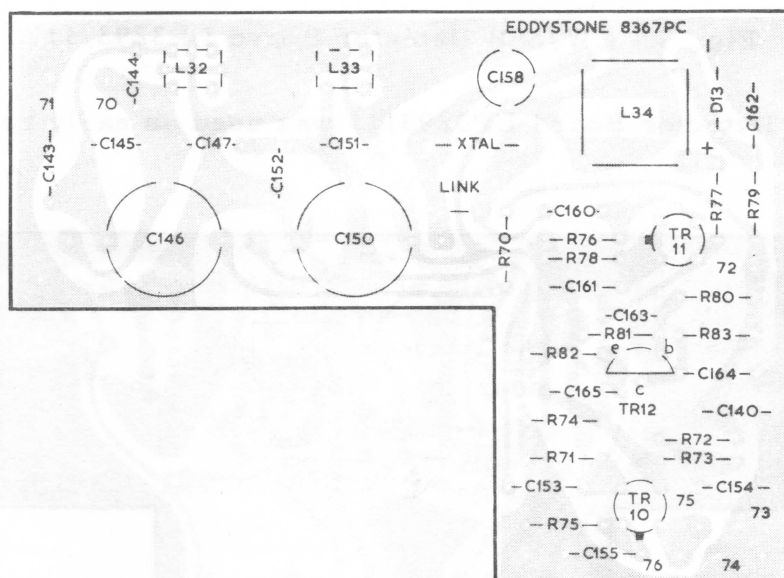 EDDYSTONE 8367PC
-C144-
L32
L33
C158
L34
D13
-C162-
71
70
-C143-
-C145-
-C147-
-C152-
-C151-
- XTAL -
+
LINK
-R77-
-R79-
C146
C150
-R70-
-C160-
-R76-
-R78-
TR
11
72
-C161-
-R80-
-C163-
-R81-
-R83-
-R82-
e
b
c
-C164-
-C165-
TR12
-C140-
-R74-
-R72-
-R71-
-R73-
-C153-
TR
10
75
-C154-
73
-R75-
-C155-
76
74